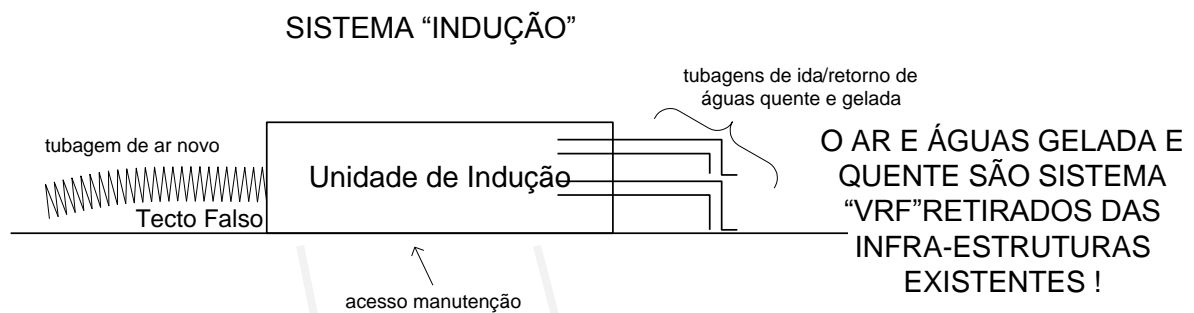 SISTEMA “INDUÇÃO”
tubagens de ida/retorno de
águas quente e gelada
tubagem de ar novo
Unidade de Indução
Tecto Falso
acesso manutenção
O AR E ÁGUAS GELADA E
QUENTE SÃO SISTEMA
“VRF”RETIRADOS DAS
INFRA-ESTRUTURAS
EXISTENTES !